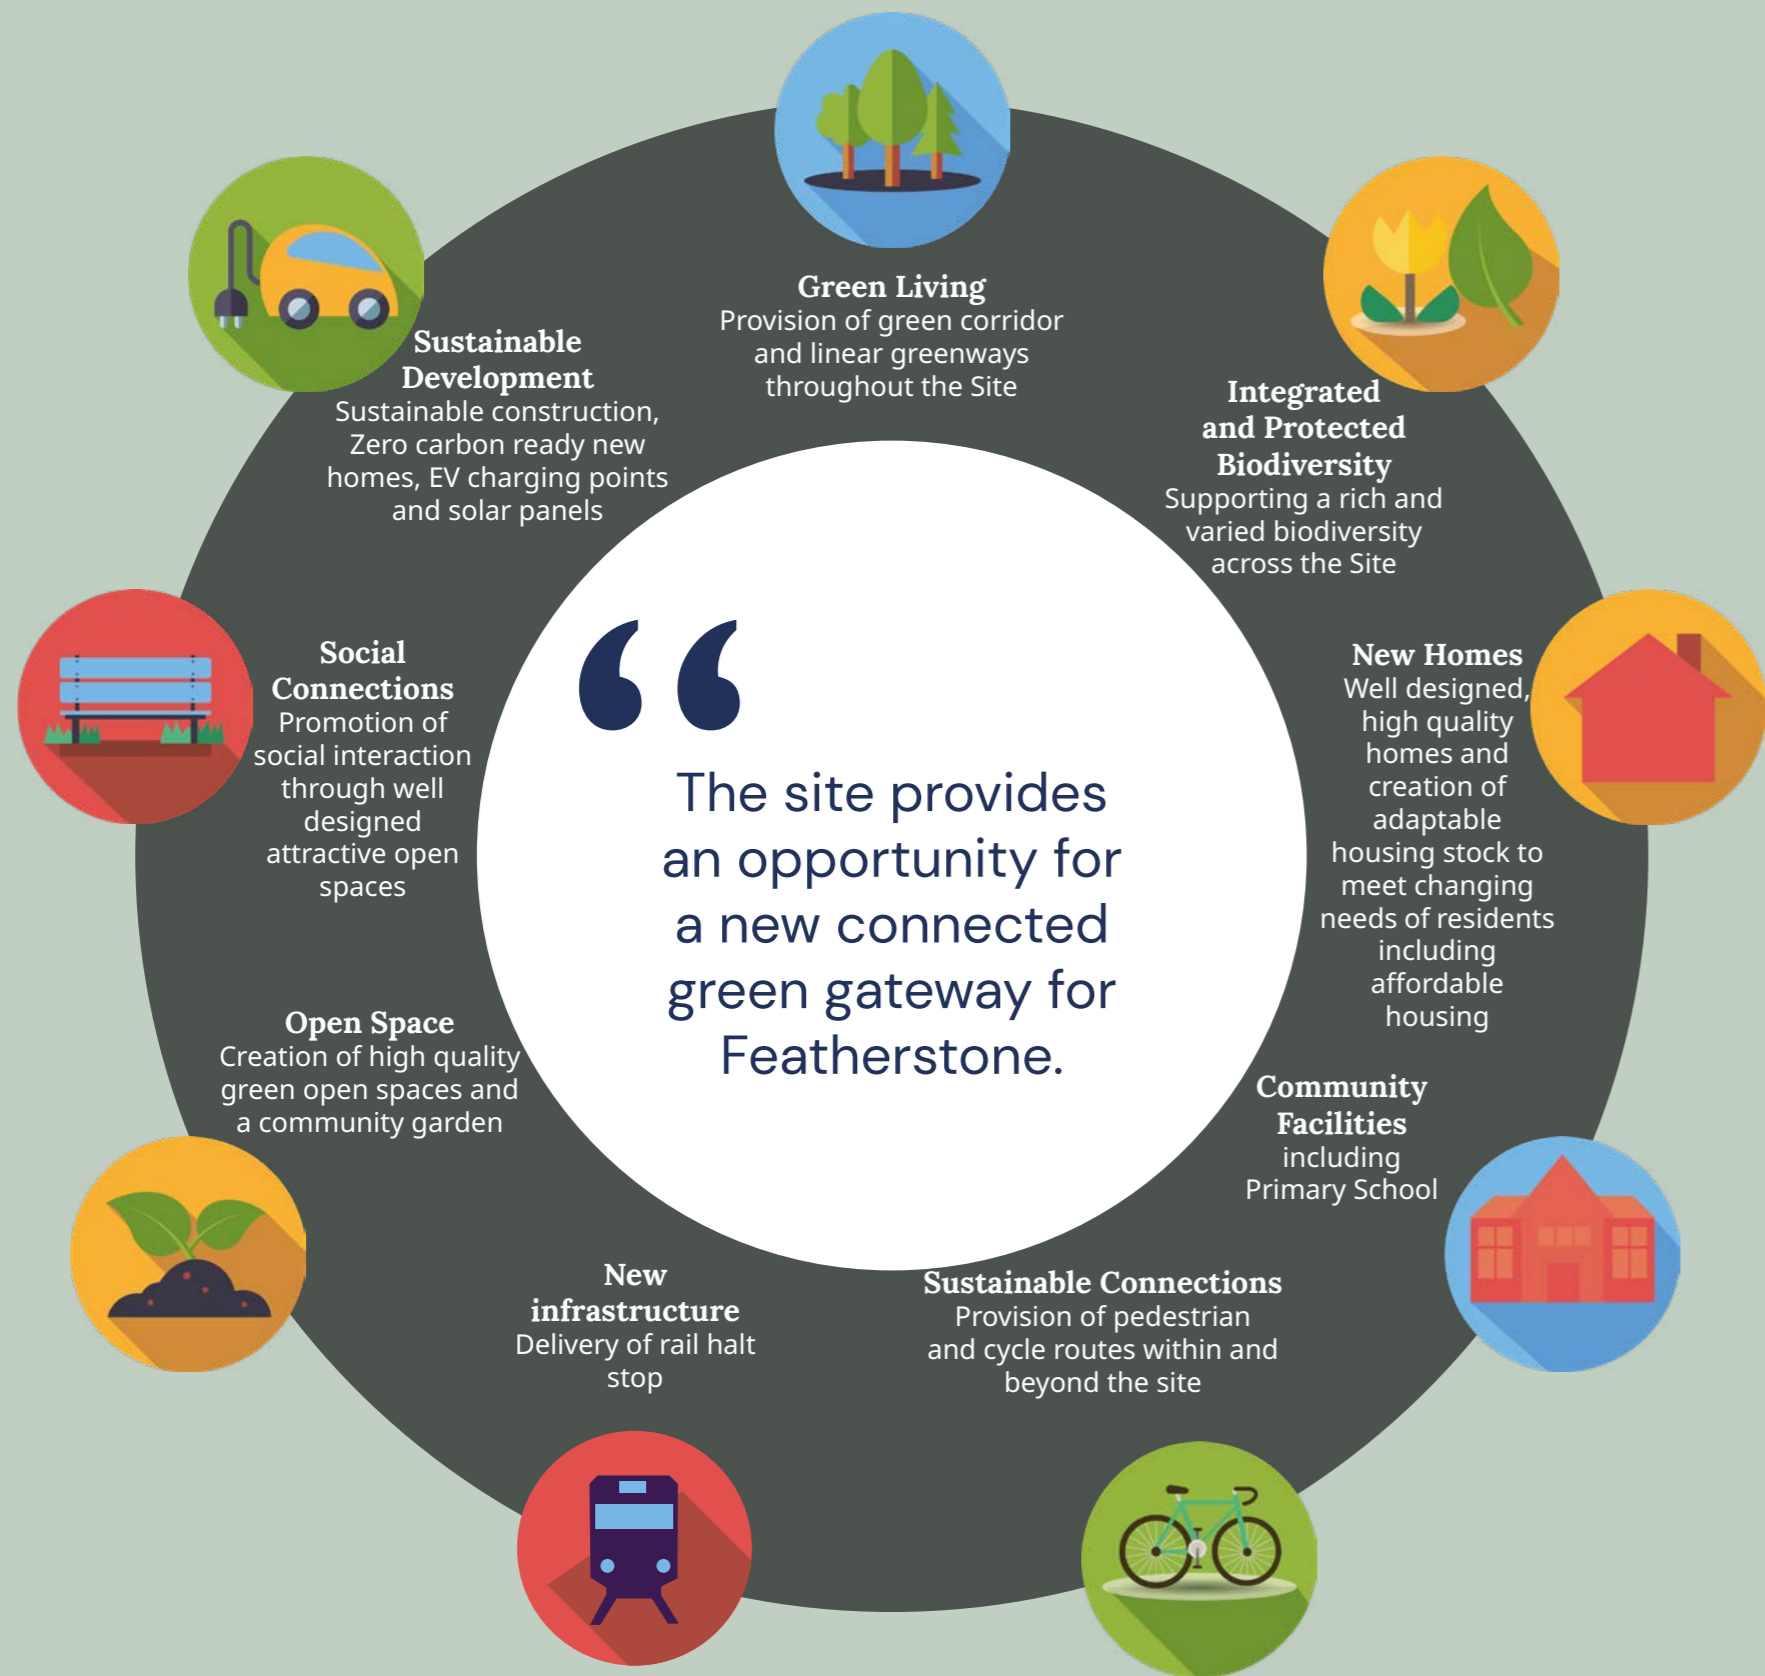 Green Living
Provision of green corridor
and linear greenways
throughout the Site
Integrated
and Protected
Biodiversity
Supporting a rich and
varied biodiversity
across the Site
New Homes
Well designed,
high quality
homes and
creation of
adaptable
housing stock to
meet changing
needs of residents
including
affordable
housing
Community
Facilities
including
Primary School
Sustainable Connections
Provision of pedestrian
and cycle routes within and
beyond the site
New
infrastructure
Delivery of rail halt
stop
Open Space
Creation of high quality
green open spaces and
a community garden
Social
Connections
Promotion of
social interaction
through well
designed
attractive open
spaces
Sustainable
Development
Sustainable construction,
Zero carbon ready new
homes, EV charging points
and solar panels
“
The site provides
an opportunity for
a new connected
green gateway for
Featherstone.